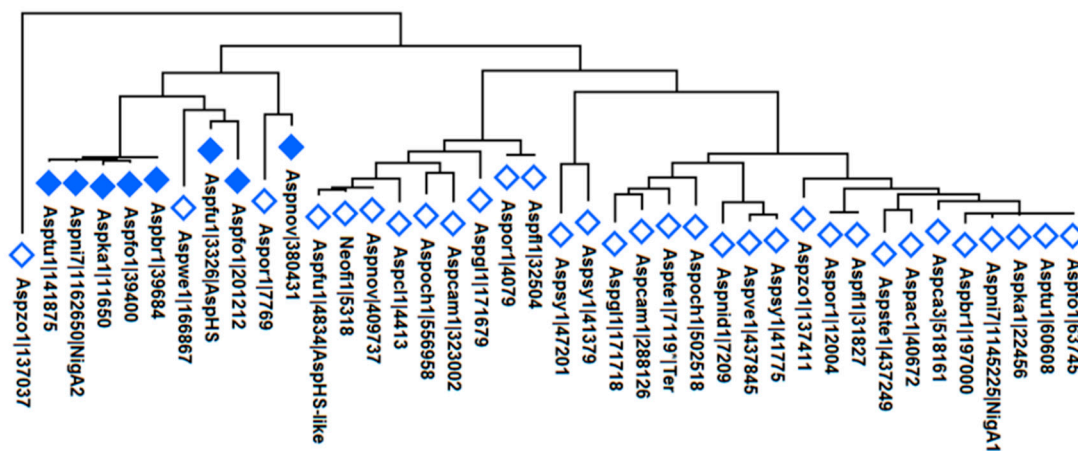 Aspzo1|137037
Asptu1|41875
Aspni7|1162650|NigA2
Aspka1|11650
Aspfo1|39400
Aspbr1|39684
Aspwe1|166867
Aspfu1|3326|AspHS
Aspfo1|201212
Aspor1|7769
Aspnov|380431
Aspfu1|4834|AspHS-like
Neofi1|5318
Aspnov|409737
Aspcl1|4413
Aspoch1|556958
Aspcam1|323002
Aspgl1|171679
Aspor1|4079
Aspfl1|32504
Aspsy1|47201
Aspsy1|41379
Aspgl1|171718
Aspcam1|288126
Aspte1|7119*|Ter
Aspoch1|502518
Aspnid1|7209
Aspve1|437845
Aspsy1|41775
Aspzo1|137411
Aspor1|12004
Aspfl1|31827
Aspste1|437249
Aspac1|40672
Aspca3|518161
Aspbr1|197000
Aspni7|1145225|NigA1
Aspka1|22456
Asptu1|60608
Aspfo1|63745